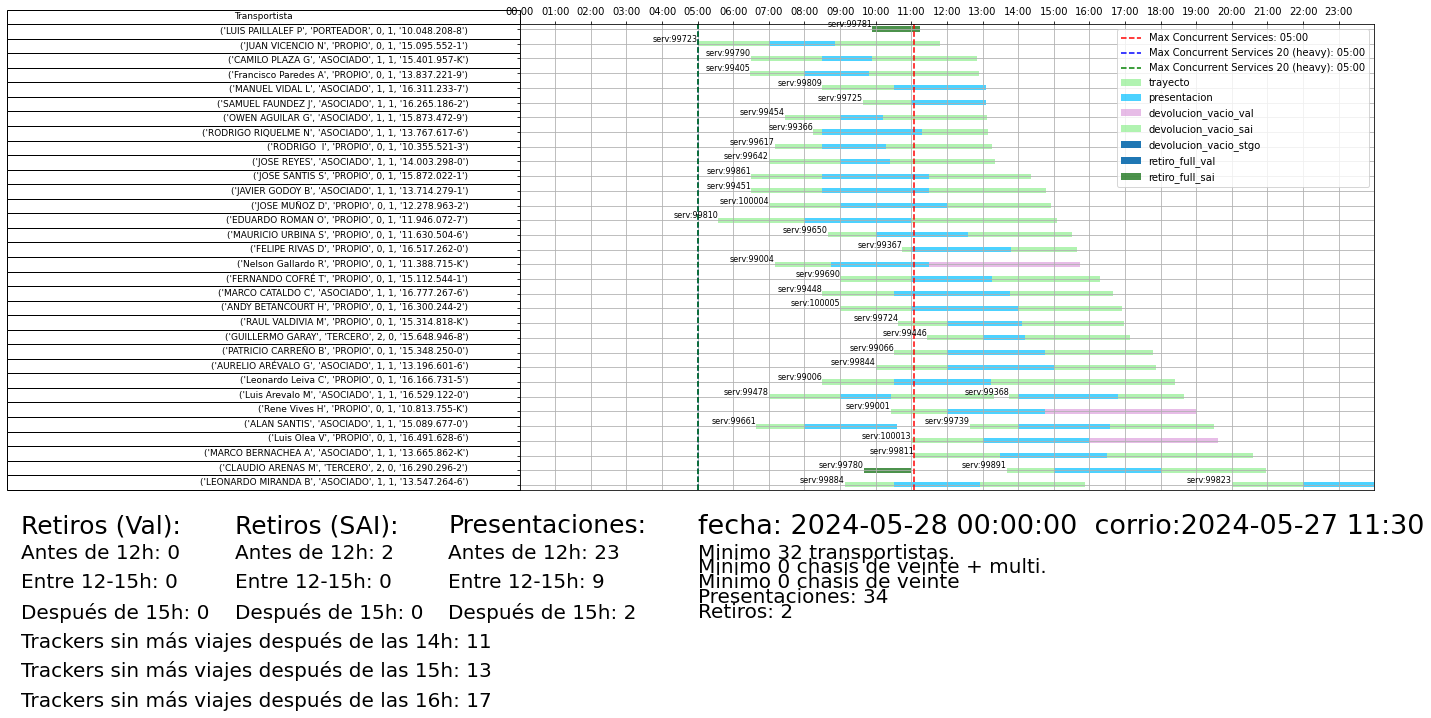 Transportista
00:00 01:00 02:00 03:00 04:00 05:00 06:00 07:00 08:00 09:00 10:00 11:00 12:00 13:00 14:00 15:00 16:00 17:00 18:00 19:00 20:00 21:00 22:00 23:00
('LUIS PAILLALEF P', 'PORTEADOR', 0, 1, '10.048.208-8') serv:99781
('JUAN VICENCIO N', 'PROPIO', 0, 1, '15.095.552-1') serv:99723
('CAMILO PLAZA G', 'ASOCIADO', 1, 1, '15.401.957-K') serv:99790
('Francisco Paredes A', 'PROPIO', 0, 1, '13.837.221-9') serv:99405
('MANUEL VIDAL L', 'ASOCIADO', 1, 1, '16.311.233-7') serv:99809
('SAMUEL FAUNDEZ J', 'ASOCIADO', 1, 1, '16.265.186-2') serv:99725
('OWEN AGUILAR G', 'ASOCIADO', 1, 1, '15.873.472-9') serv:99454
('RODRIGO RIQUELME N', 'ASOCIADO', 1, 1, '13.767.617-6') serv:99366
('RODRIGO  I', 'PROPIO', 0, 1, '10.355.521-3') serv:99617
('JOSE REYES', 'ASOCIADO', 1, 1, '14.003.298-0') serv:99642
('JOSE SANTIS S', 'PROPIO', 0, 1, '15.872.022-1') serv:99861
('JAVIER GODOY B', 'ASOCIADO', 1, 1, '13.714.279-1') serv:99451
('JOSE MUÑOZ D', 'PROPIO', 0, 1, '12.278.963-2') serv:100004
('EDUARDO ROMAN O', 'PROPIO', 0, 1, '11.946.072-7') serv:99810
('MAURICIO URBINA S', 'PROPIO', 0, 1, '11.630.504-6') serv:99650
('FELIPE RIVAS D', 'PROPIO', 0, 1, '16.517.262-0') serv:99367
('Nelson Gallardo R', 'PROPIO', 0, 1, '11.388.715-K') serv:99004
('FERNANDO COFRÉ T', 'PROPIO', 0, 1, '15.112.544-1') serv:99690
('MARCO CATALDO C', 'ASOCIADO', 1, 1, '16.777.267-6') serv:99448
('ANDY BETANCOURT H', 'PROPIO', 0, 1, '16.300.244-2') serv:100005
('RAUL VALDIVIA M', 'PROPIO', 0, 1, '15.314.818-K') serv:99724
('GUILLERMO GARAY', 'TERCERO', 2, 0, '15.648.946-8') serv:99446
('PATRICIO CARREÑO B', 'PROPIO', 0, 1, '15.348.250-0') serv:99066
('AURELIO ARÉVALO G', 'ASOCIADO', 1, 1, '13.196.601-6') serv:99844
('Leonardo Leiva C', 'PROPIO', 0, 1, '16.166.731-5') serv:99006
('Luis Arevalo M', 'ASOCIADO', 1, 1, '16.529.122-0') serv:99478 serv:99368
('Rene Vives H', 'PROPIO', 0, 1, '10.813.755-K') serv:99001
('ALAN SANTIS', 'ASOCIADO', 1, 1, '15.089.677-0') serv:99661 serv:99739
('Luis Olea V', 'PROPIO', 0, 1, '16.491.628-6') serv:100013
('MARCO BERNACHEA A', 'ASOCIADO', 1, 1, '13.665.862-K') serv:99811
('CLAUDIO ARENAS M', 'TERCERO', 2, 0, '16.290.296-2') serv:99780 serv:99891
('LEONARDO MIRANDA B', 'ASOCIADO', 1, 1, '13.547.264-6') serv:99884 serv:99823
Max Concurrent Services: 05:00
Max Concurrent Services 20 (heavy): 05:00
Max Concurrent Services 20 (heavy): 05:00
trayecto
presentacion
devolucion_vacio_val
devolucion_vacio_sai
devolucion_vacio_stgo
retiro_full_val
retiro_full_sai
Retiros (Val):
Antes de 12h: 0
Entre 12-15h: 0
Después de 15h: 0
Retiros (SAI):
Antes de 12h: 2
Entre 12-15h: 0
Después de 15h: 0
Presentaciones:
Antes de 12h: 23
Entre 12-15h: 9
Después de 15h: 2
fecha: 2024-05-28 00:00:00  corrio:2024-05-27 11:30
Minimo 32 transportistas.
Minimo 0 chasis de veinte + multi.
Minimo 0 chasis de veinte
Presentaciones: 34
Retiros: 2
Trackers sin más viajes después de las 14h: 11
Trackers sin más viajes después de las 15h: 13
Trackers sin más viajes después de las 16h: 17